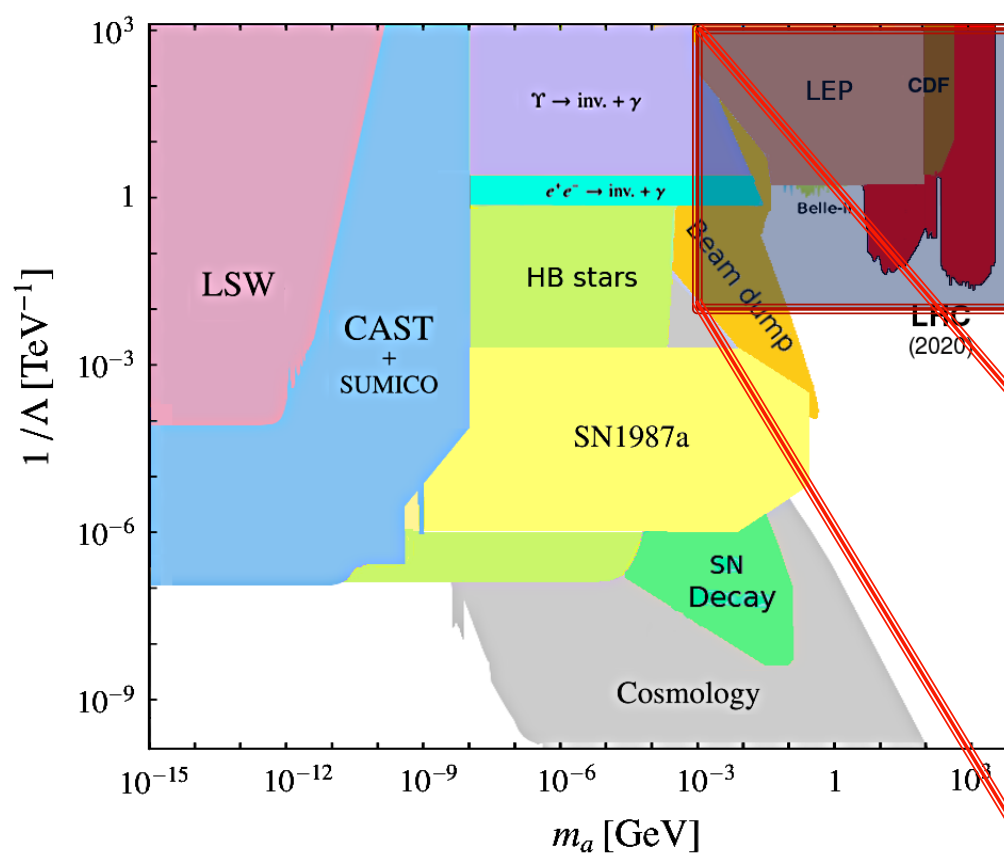 10³
1
10⁻³
10⁻⁶
10⁻⁹
1 / Λ [TeV⁻¹]
LSW
CAST
+
SUMICO
ϒ → inv. + γ
e⁺ e⁻ → inv. + γ
HB stars
Beam dump
SN1987a
SN
Decay
Cosmology
LEP
CDF
Belle-II
LHC
(2020)
10⁻¹⁵
10⁻¹²
10⁻⁹
10⁻⁶
10⁻³
1
10³
mₐ [GeV]